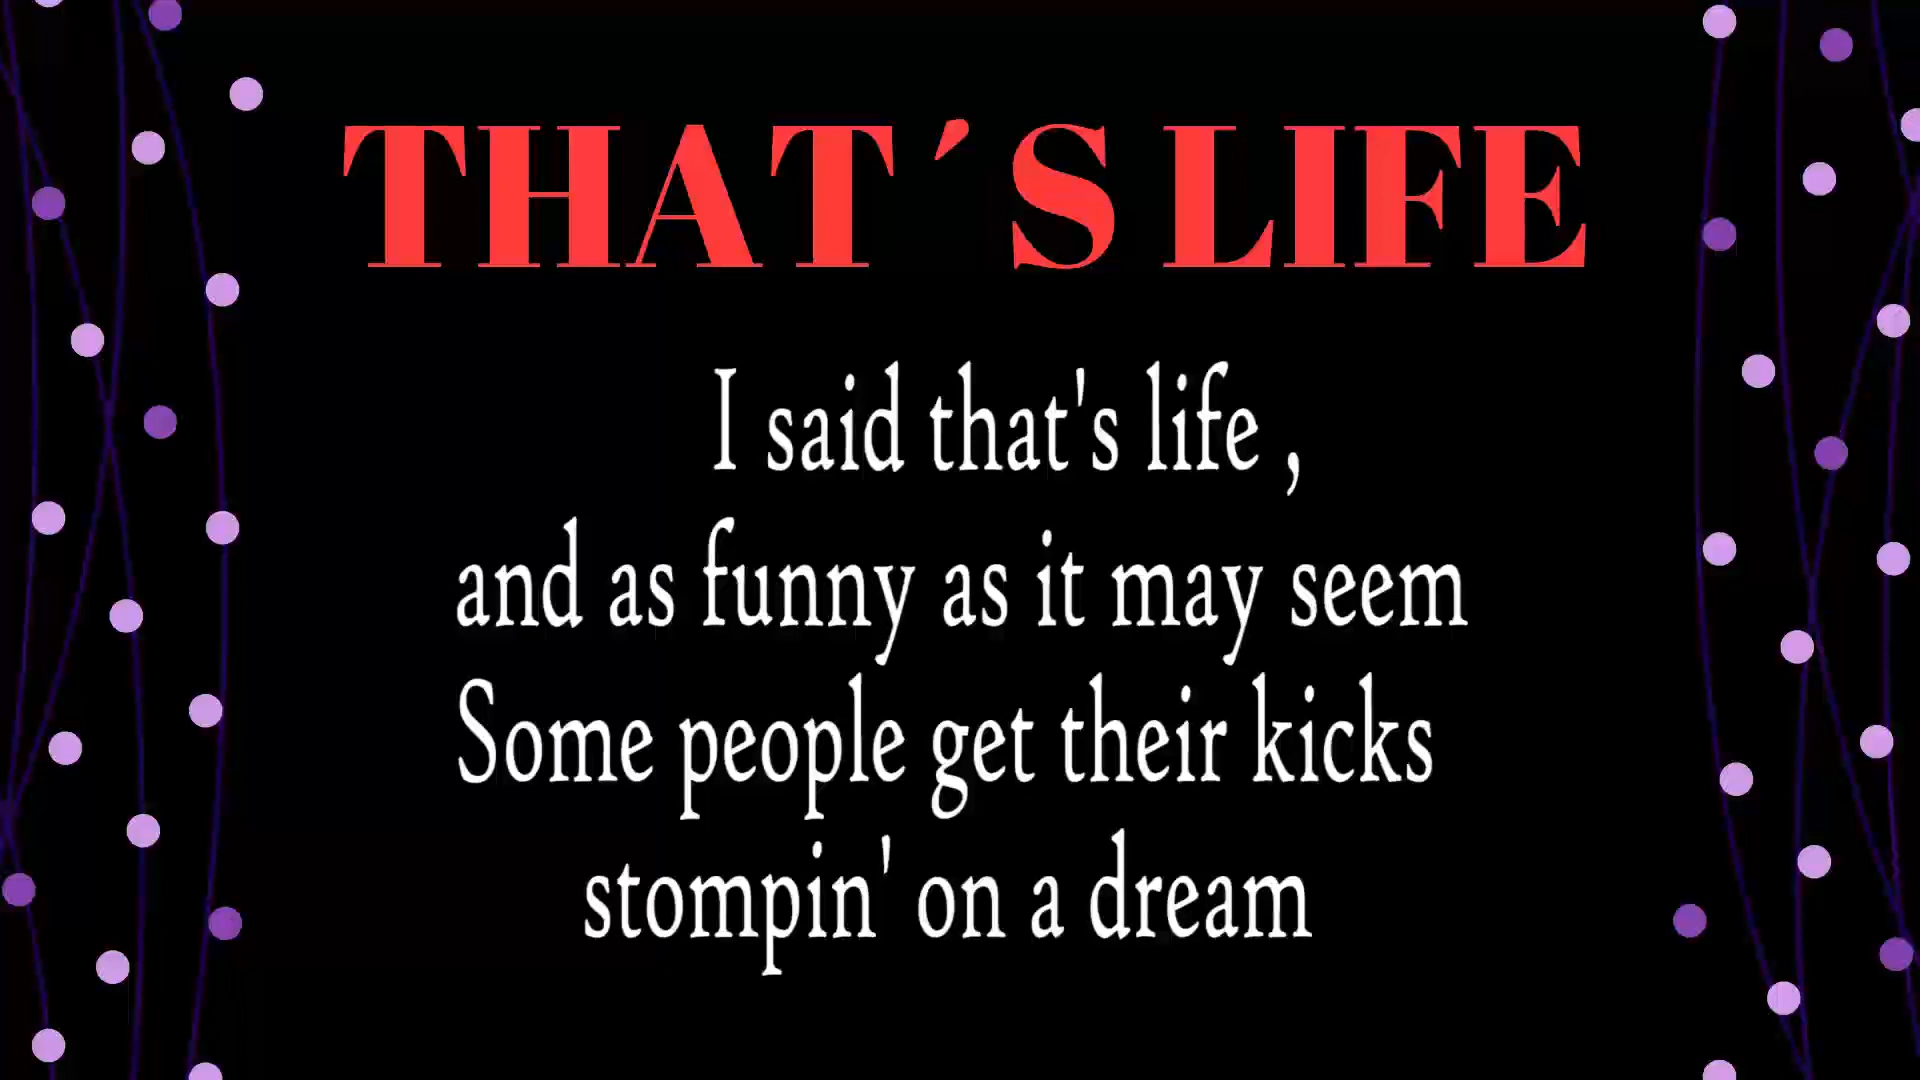 THAT´S LIFE
I said that's life ,
and as funny as it may seem
Some people get their kicks
stompin' on a dream